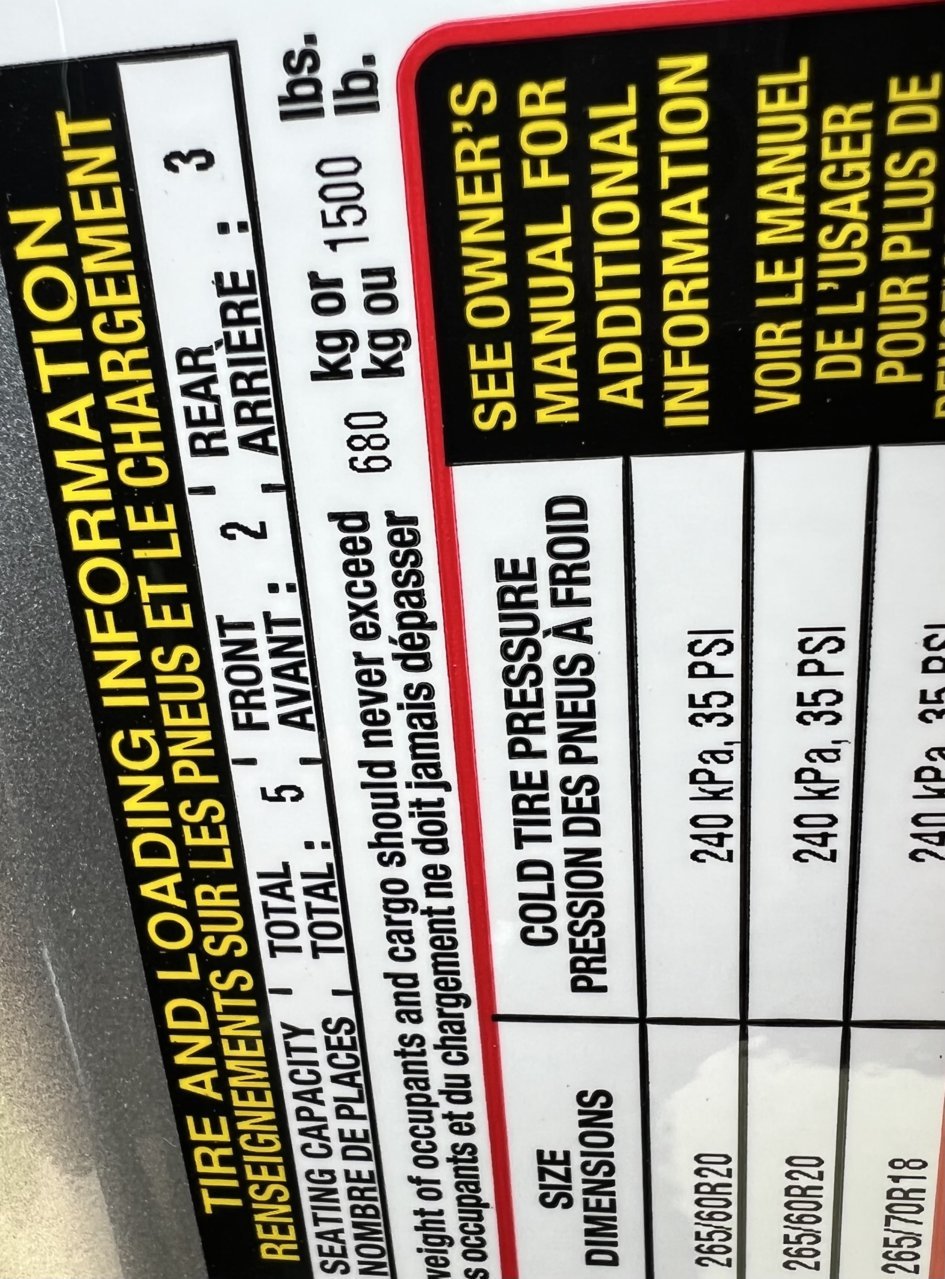 TIRE AND LOADING INFORMATION
RENSEIGNEMENTS SUR LES PNEUS ET LE CHARGEMENT
SEATING CAPACITY TOTAL 5 FRONT 2 REAR 3
NOMBRE DE PLACES TOTAL : AVANT : ARRIÈRE :
of occupants and cargo should never exceed 680 kg or 1500 lbs.
occupants et du chargement ne doit jamais dépasser kg ou lb.
SIZE COLD TIRE PRESSURE
DIMENSIONS PRESSION DES PNEUS À FROID
265/60R20 240 kPa, 35 PSI
265/60R20 240 kPa, 35 PSI
265/70R18 240 kPa, 35 PSI
SEE OWNER'S
MANUAL FOR
ADDITIONAL
INFORMATION
VOIR LE MANUEL
DE L'USAGER
POUR PLUS DE